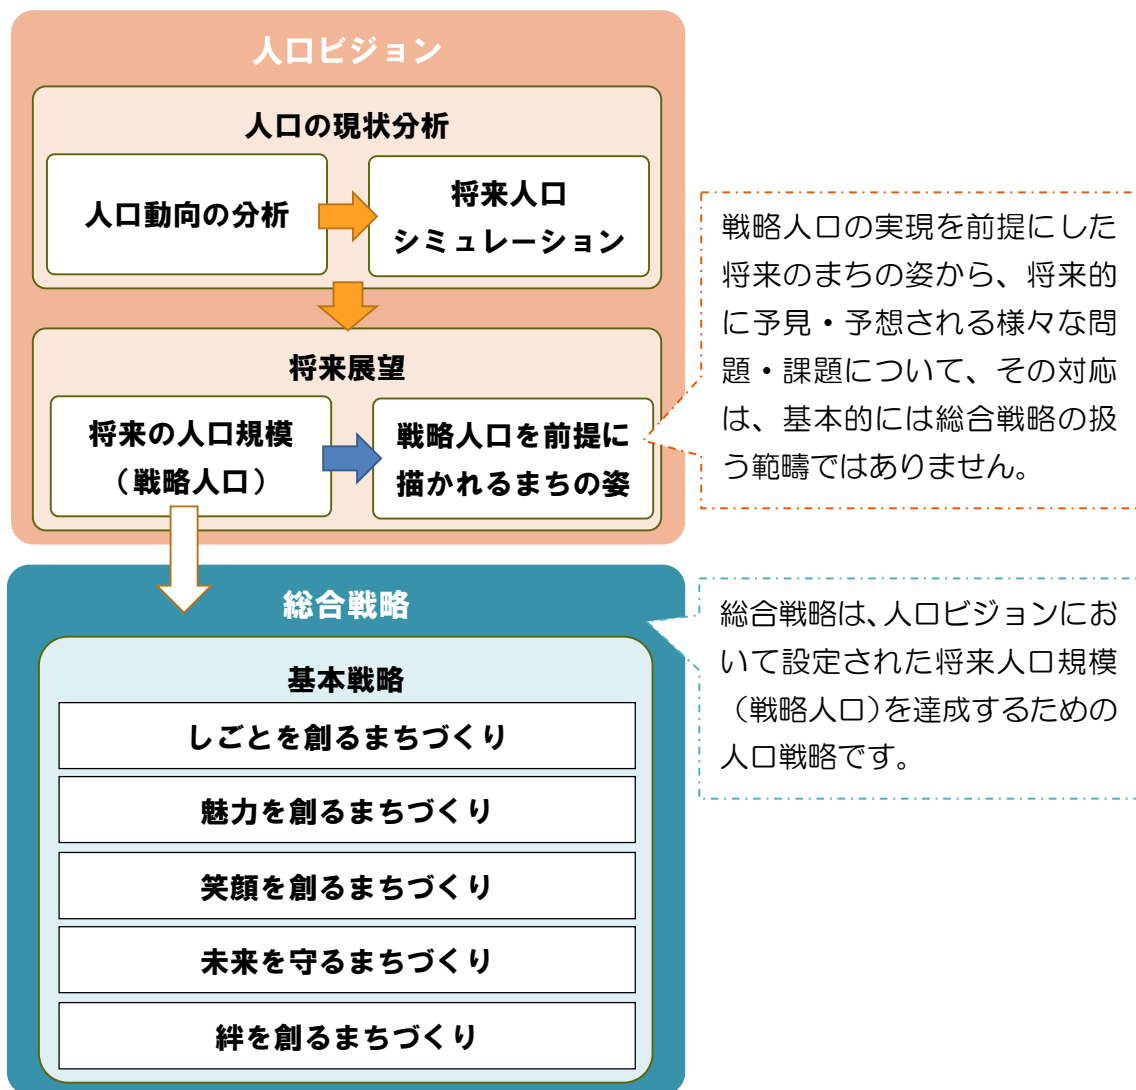 人口ビジョン
人口の現状分析
人口動向の分析
将来人口
シミュレーション
将来展望
将来の人口規模
（戦略人口）
戦略人口を前提に
描かれるまちの姿
戦略人口の実現を前提にした
将来のまちの姿から、将来的
に予見・予想される様々な問
題・課題について、その対応
は、基本的には総合戦略の扱
う範疇ではありません。
総合戦略
基本戦略
しごとを創るまちづくり
魅力を創るまちづくり
笑顔を創るまちづくり
未来を守るまちづくり
絆を創るまちづくり
総合戦略は、人口ビジョンにお
いて設定された将来人口規模
（戦略人口）を達成するための
人口戦略です。